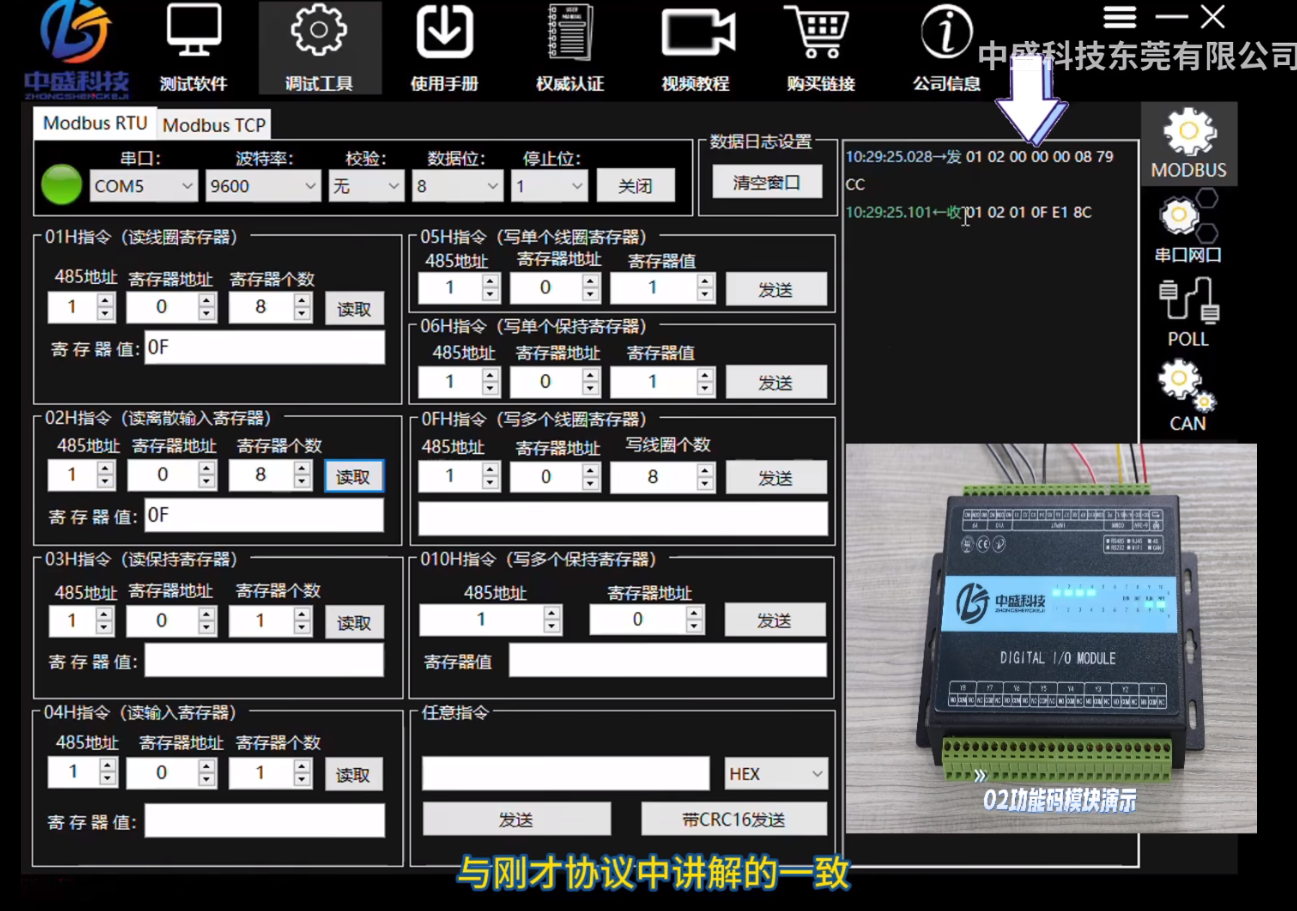 中盛科技
ZHONGSHENGKEJI
测试软件
调试工具
使用手册
权威认证
视频教程
购买链接
公司信息
中盛科技东莞有限公司
Modbus RTU
Modbus TCP
串口:
波特率:
校验:
数据位:
停止位:
COM5
9600
无
8
1
关闭
数据日志设置
清空窗口
10:29:25.028→发 01 02 00 00 00 08 79
CC
10:29:25.101←收 01 02 01 0F E1 8C
MODBUS
串口网口
POLL
CAN
01H指令（读线圈寄存器）
485地址 寄存器地址 寄存器个数
1 0 8 读取
寄存器值: 0F
02H指令（读离散输入寄存器）
485地址 寄存器地址 寄存器个数
1 0 8 读取
寄存器值: 0F
03H指令（读保持寄存器）
485地址 寄存器地址 寄存器个数
1 0 1 读取
寄存器值:
04H指令（读输入寄存器）
485地址 寄存器地址 寄存器个数
1 0 1 读取
寄存器值:
05H指令（写单个线圈寄存器）
485地址 寄存器地址 寄存器值
1 0 1 发送
06H指令（写单个保持寄存器）
485地址 寄存器地址 寄存器值
1 0 1 发送
0FH指令（写多个线圈寄存器）
485地址 寄存器地址 写线圈个数
1 0 8 发送
010H指令（写多个保持寄存器）
485地址 寄存器地址
1 0 发送
寄存器值
任意指令
HEX
发送 带CRC16发送
中盛科技
ZHONGSHENGKEJI
DIGITAL I/O MODULE
Y8 Y7 Y6 Y5 Y4 Y3 Y2 Y1
02功能码模块演示
与刚才协议中讲解的一致